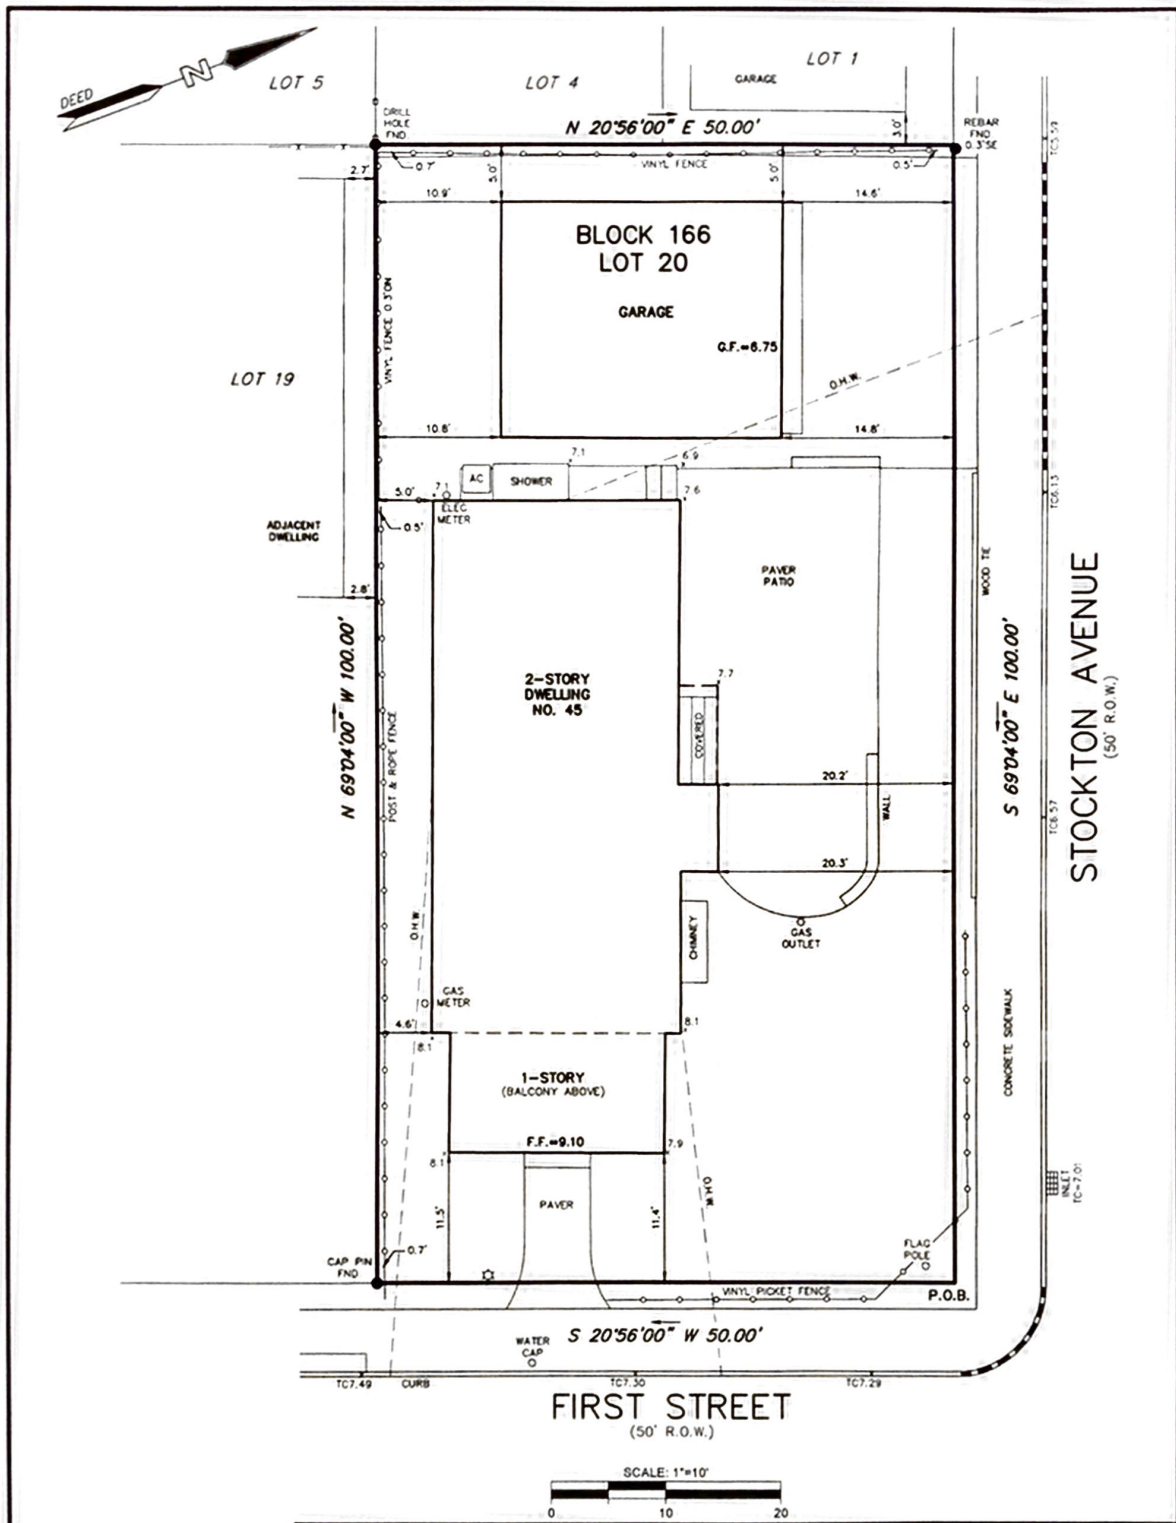 DEED
N
LOT 5
LOT 4
LOT 1
GARAGE
DRILL
HOLE
FND.
N 20°56'00" E 50.00'
3.0'
REBAR
FND
0.3'SE
TC5.59
2.7'
0.7'
VINYL FENCE
0.5'
5.0'
5.0'
10.9'
14.6'
BLOCK 166
LOT 20
GARAGE
G.F.=6.75
VINYL FENCE 0.3'ON
LOT 19
O.H.W.
10.8'
14.8'
7.1
6.9
AC
SHOWER
7.1
7.6
5.0'
ELEC
METER
0.5'
TC6.13
ADJACENT
DWELLING
PAVER
PATIO
WOOD TIE
2.8'
N 69°04'00" W 100.00'
2-STORY
DWELLING
NO. 45
7.7
COVERED
S 69°04'00" E 100.00'
STOCKTON AVENUE
(50' R.O.W.)
POST & ROPE FENCE
20.2'
WALL
TC6.57
20.3'
O.H.W.
CHIMNEY
GAS
OUTLET
GAS
METER
CONCRETE SIDEWALK
4.6'
8.1
8.1
1-STORY
(BALCONY ABOVE)
F.F.=9.10
8.1
7.9
INLET
TC=7.01
O.H.W.
11.5'
PAVER
11.4'
0.7'
CAP PIN
FND
FLAG
POLE
VINYL PICKET FENCE
P.O.B.
S 20°56'00" W 50.00'
WATER
CAP
TC7.49
CURB
TC7.30
TC7.29
FIRST STREET
(50' R.O.W.)
SCALE: 1"=10'
0
10
20